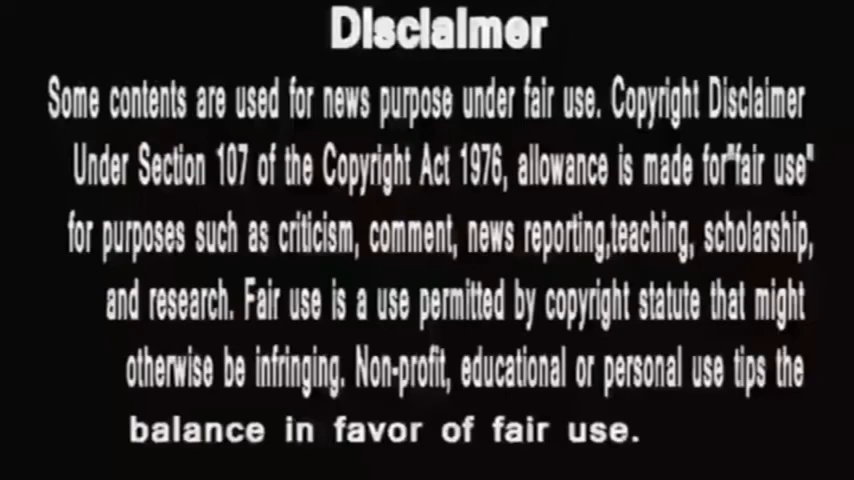 Disclaimer
Some contents are used for news purpose under fair use. Copyright Disclaimer
Under Section 107 of the Copyright Act 1976, allowance is made for"fair use"
for purposes such as criticism, comment, news reporting,teaching, scholarship,
and research. Fair use is a use permitted by copyright statute that might
otherwise be infringing. Non-profit, educational or personal use tips the
balance in favor of fair use.